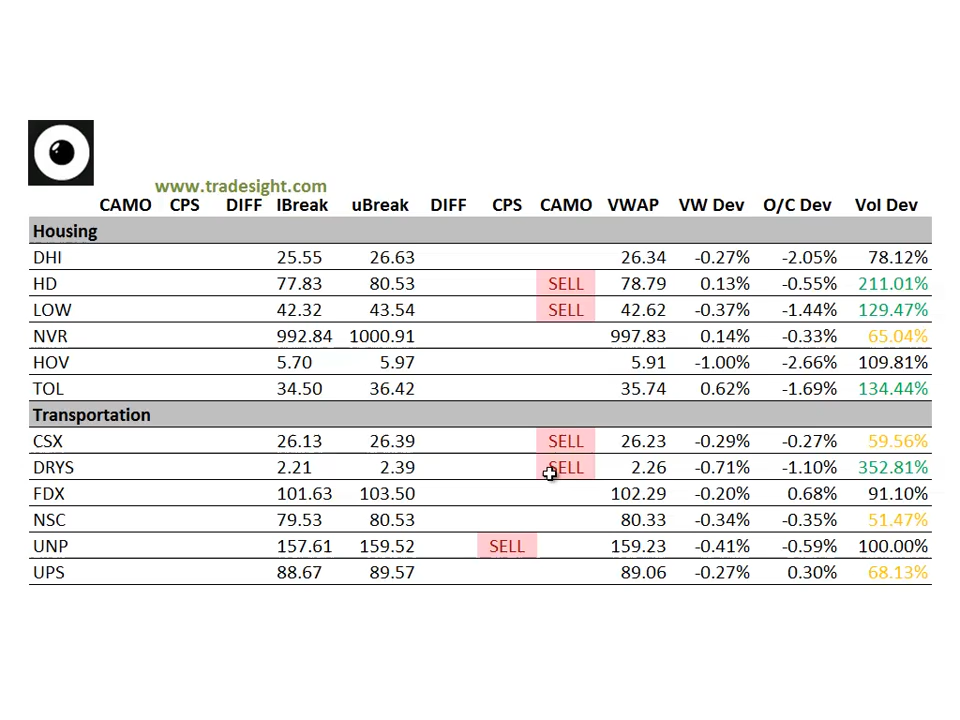 www.tradesight.com
CAMO CPS DIFF lBreak uBreak DIFF CPS CAMO VWAP VW Dev O/C Dev Vol Dev
Housing
DHI 25.55 26.63 26.34 -0.27% -2.05% 78.12%
HD 77.83 80.53 SELL 78.79 0.13% -0.55% 211.01%
LOW 42.32 43.54 SELL 42.62 -0.37% -1.44% 129.47%
NVR 992.84 1000.91 997.83 0.14% -0.33% 65.04%
HOV 5.70 5.97 5.91 -1.00% -2.66% 109.81%
TOL 34.50 36.42 35.74 0.62% -1.69% 134.44%
Transportation
CSX 26.13 26.39 SELL 26.23 -0.29% -0.27% 59.56%
DRYS 2.21 2.39 SELL 2.26 -0.71% -1.10% 352.81%
FDX 101.63 103.50 102.29 -0.20% 0.68% 91.10%
NSC 79.53 80.53 80.33 -0.34% -0.35% 51.47%
UNP 157.61 159.52 SELL 159.23 -0.41% -0.59% 100.00%
UPS 88.67 89.57 89.06 -0.27% 0.30% 68.13%